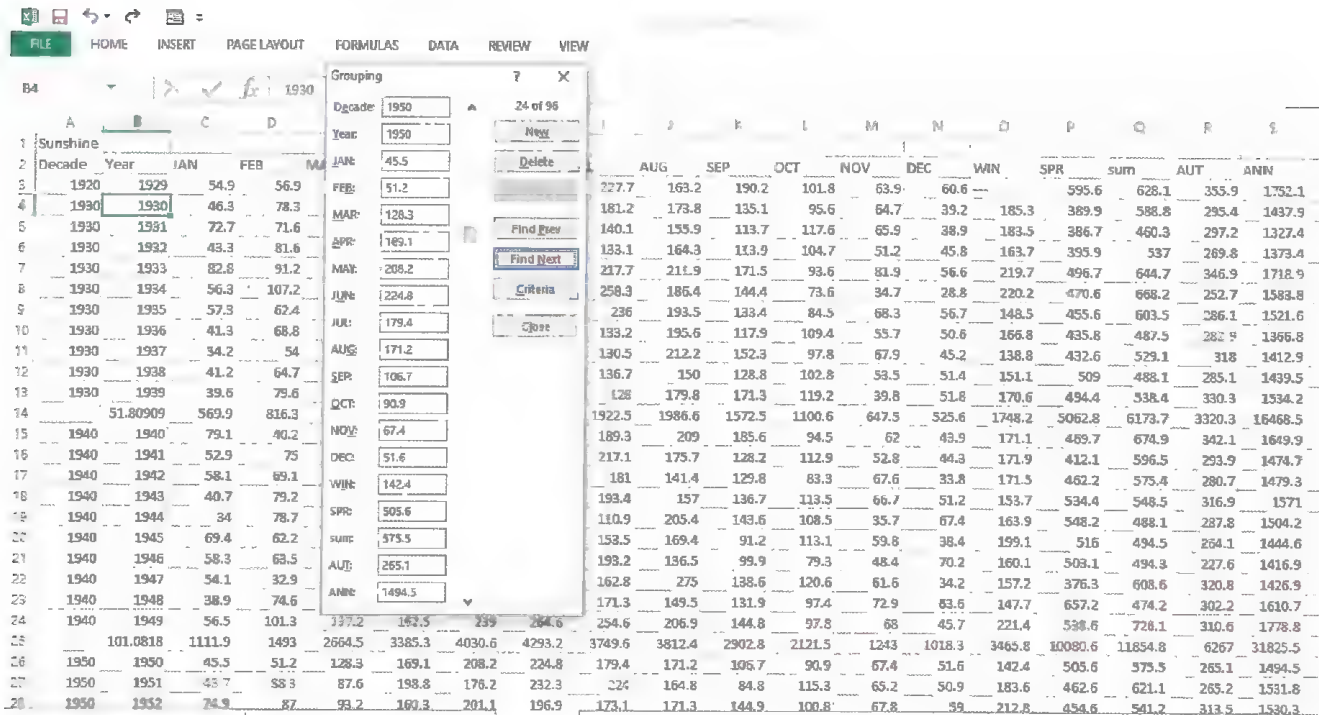 FILE HOME INSERT PAGE LAYOUT FORMULAS DATA REVIEW VIEW
B4 fx 1930
Grouping ? X
Decade: 1950
Year: 1950
JAN: 45.5
FEB: 51.2
MAR: 128.3
APR: 169.1
MAY: 208.2
JUN: 224.8
JUL: 179.4
AUG: 171.2
SEP: 106.7
OCT: 90.9
NOV: 67.4
DEC: 51.6
WIN: 142.4
SPR: 505.6
sum: 575.5
AUT: 265.1
ANN: 1494.5
24 of 96
New
Delete
Find Prev
Find Next
Criteria
Close
A B C D I J K L M N O P Q R S
1 Sunshine
2 Decade Year JAN FEB MA AUG SEP OCT NOV DEC WIN SPR sum AUT ANN
3 1920 1929 54.9 56.9 227.7 163.2 190.2 101.8 63.9 60.6 --- 595.6 628.1 355.9 1752.1
4 1930 1930 46.3 78.3 181.2 173.8 135.1 95.6 64.7 39.2 185.3 389.9 588.8 295.4 1437.9
5 1930 1931 72.7 71.6 140.1 155.9 113.7 117.6 65.9 38.9 183.5 386.7 460.3 297.2 1327.4
6 1930 1932 43.3 81.6 133.1 164.3 113.9 104.7 51.2 45.8 163.7 395.9 537 269.8 1373.4
7 1930 1933 82.8 91.2 217.7 211.9 171.5 93.6 81.9 56.6 219.7 496.7 644.7 346.9 1718.9
8 1930 1934 56.3 107.2 258.3 186.4 144.4 73.6 34.7 28.8 220.2 470.6 668.2 252.7 1583.8
9 1930 1935 57.3 62.4 236 193.5 133.4 84.5 68.3 56.7 148.5 455.6 603.5 286.1 1521.6
10 1930 1936 41.3 68.8 133.2 195.6 117.9 109.4 55.7 50.6 166.8 435.8 487.5 282.9 1366.8
11 1930 1937 34.2 54 130.5 212.2 152.3 97.8 67.9 45.2 138.8 432.6 529.1 318 1412.9
12 1930 1938 41.2 64.7 136.7 150 128.8 102.8 53.5 51.4 151.1 509 488.1 285.1 1439.5
13 1930 1939 39.6 79.6 128 179.8 171.3 119.2 39.8 51.8 170.6 494.4 538.4 330.3 1534.2
14 51.80909 569.9 816.3 1922.5 1986.6 1572.5 1100.6 647.5 525.6 1748.2 5062.8 6173.7 3320.3 16468.5
15 1940 1940 79.1 40.2 189.3 209 185.6 94.5 62 43.9 171.1 469.7 674.9 342.1 1649.9
16 1940 1941 52.9 75 217.1 175.7 128.2 112.9 52.8 44.3 171.9 412.1 596.5 293.9 1474.7
17 1940 1942 58.1 69.1 181 141.4 129.8 83.3 67.6 33.8 171.5 462.2 575.4 280.7 1479.3
18 1940 1943 40.7 79.2 193.4 157 136.7 113.5 66.7 51.2 153.7 534.4 548.5 316.9 1571
19 1940 1944 34 78.7 110.9 205.4 143.6 108.5 35.7 67.4 163.9 548.2 488.1 287.8 1504.2
20 1940 1945 69.4 62.2 153.5 169.4 91.2 113.1 59.8 38.4 199.1 516 494.5 264.1 1444.6
21 1940 1946 58.3 63.5 193.2 136.5 99.9 79.3 48.4 70.2 160.1 503.1 494.3 227.6 1416.9
22 1940 1947 54.1 32.9 162.8 275 138.6 120.6 61.6 34.2 157.2 376.3 608.6 320.8 1426.9
23 1940 1948 38.9 74.6 171.3 149.5 131.9 97.4 72.9 63.6 147.7 657.2 474.2 302.2 1610.7
24 1940 1949 56.5 101.3 137.2 162.5 239 264.6 254.6 206.9 144.8 97.8 68 45.7 221.4 538.6 726.1 310.6 1778.8
25 101.0818 1111.9 1493 2664.5 3385.3 4030.6 4293.2 3749.6 3812.4 2902.8 2121.5 1243 1018.3 3465.8 10080.6 11854.8 6267 31825.5
26 1950 1950 45.5 51.2 128.3 169.1 208.2 224.8 179.4 171.2 106.7 90.9 67.4 51.6 142.4 505.6 575.5 265.1 1494.5
27 1950 1951 43.7 58.3 87.6 198.8 176.2 232.3 224 164.8 84.8 115.3 65.2 50.9 183.6 462.6 621.1 265.2 1531.8
28 1950 1952 74.9 87 93.2 160.3 201.1 196.9 173.1 171.3 144.9 100.8 67.8 59 212.8 454.6 541.2 313.5 1530.3